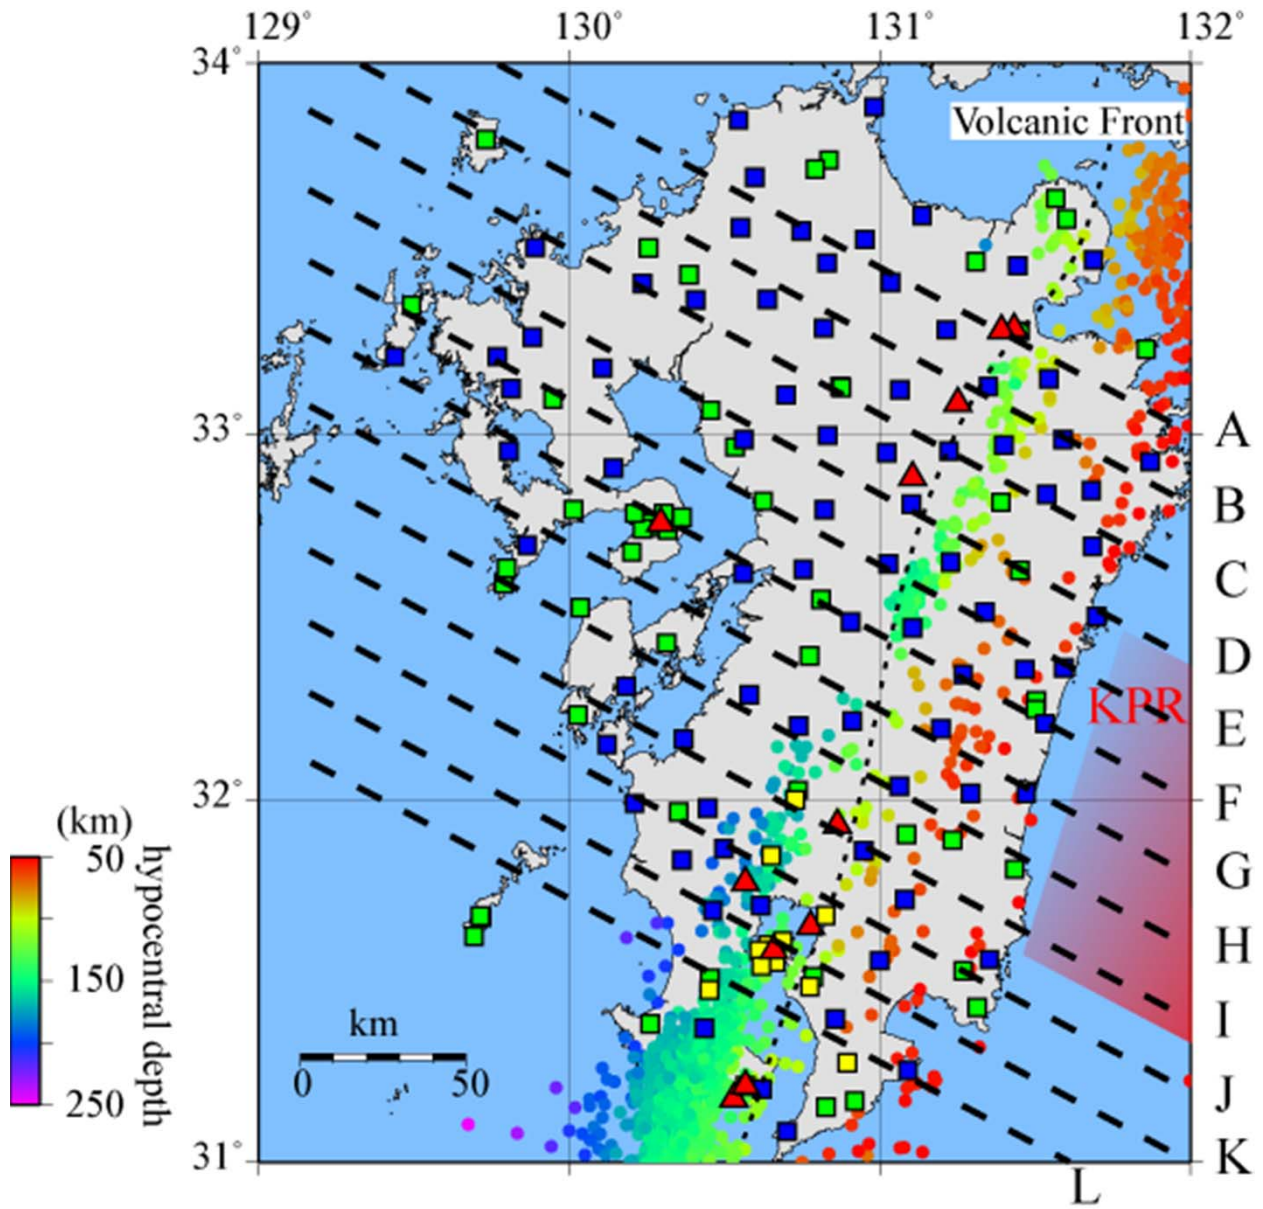 129° 130° 131° 132°
34°
Volcanic Front
33°
A
B
C
D
KPR
E
32°
F
(km)
50
G
H
150
km
I
0 50
J
250
hypocentral depth
31°
K
L